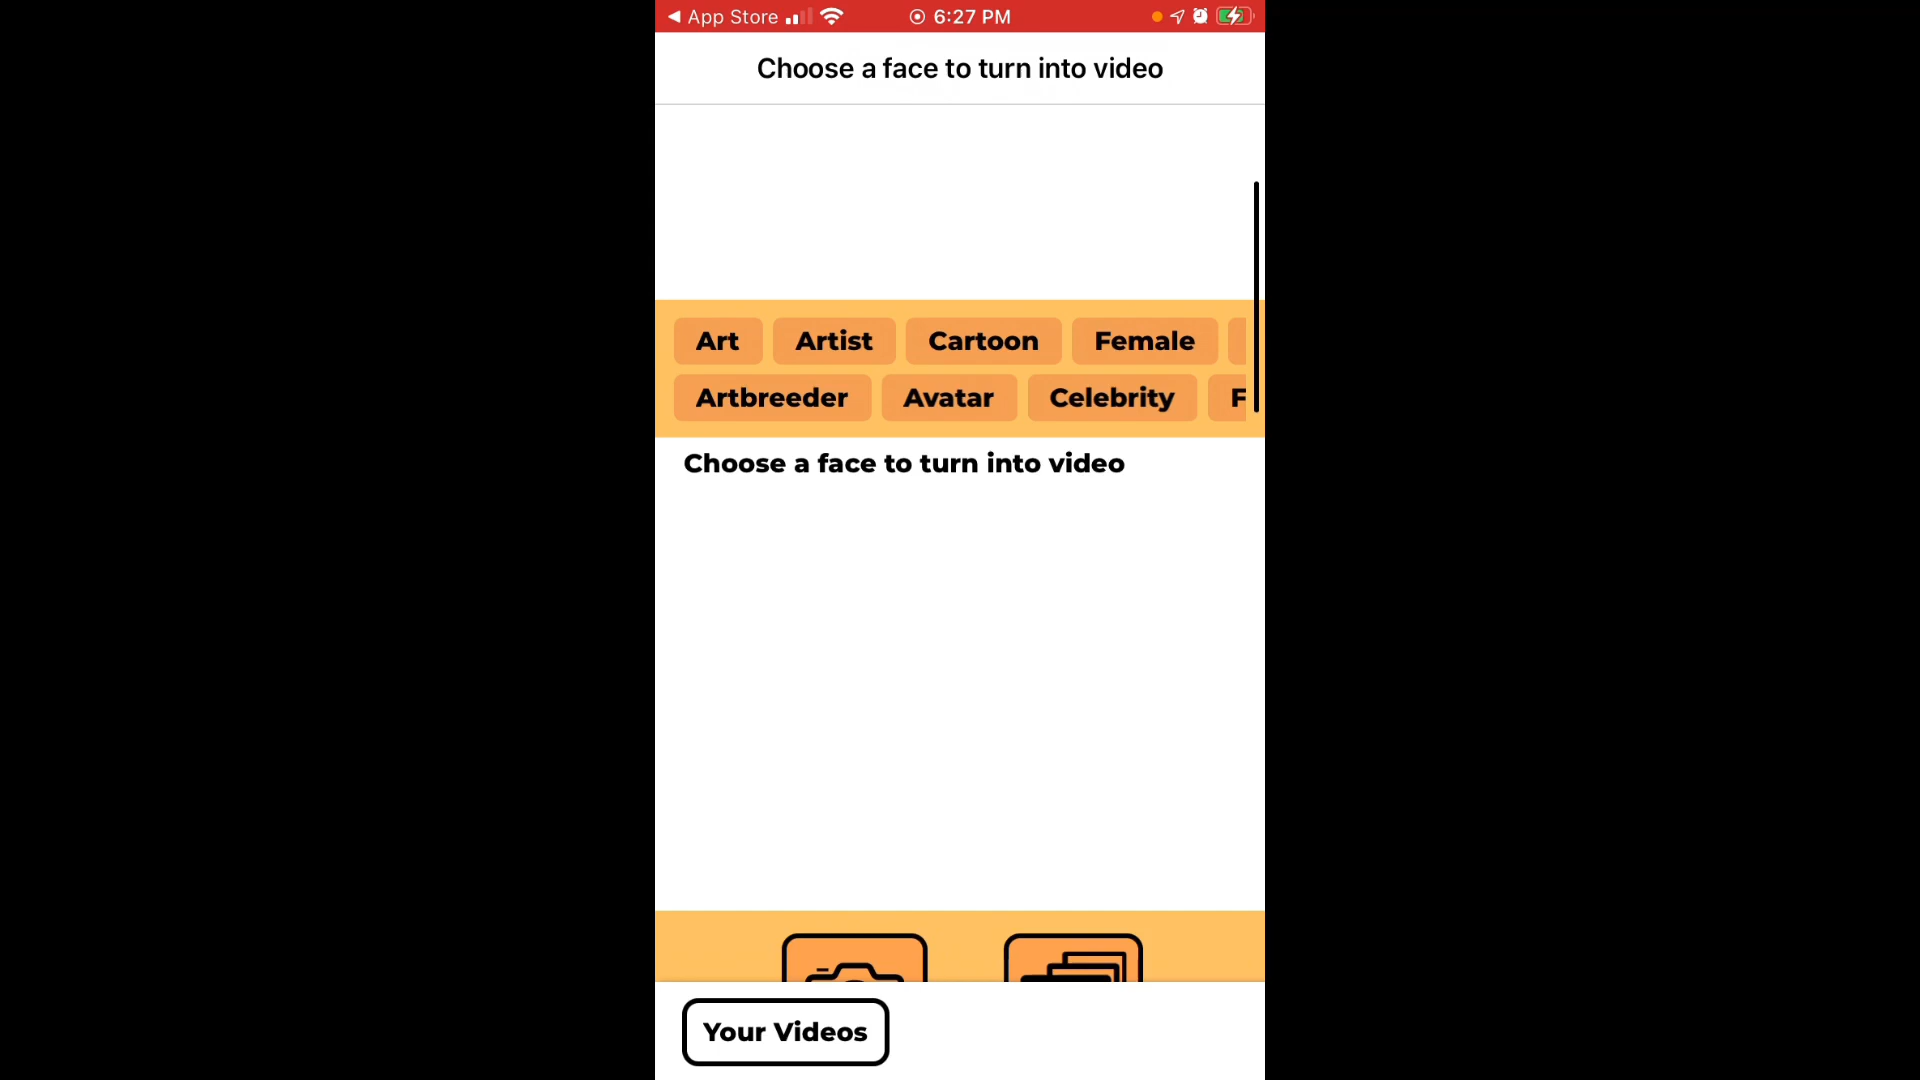 ◀ App Store 6:27 PM
Choose a face to turn into video
Art Artist Cartoon Female
Artbreeder Avatar Celebrity F
Choose a face to turn into video
Your Videos